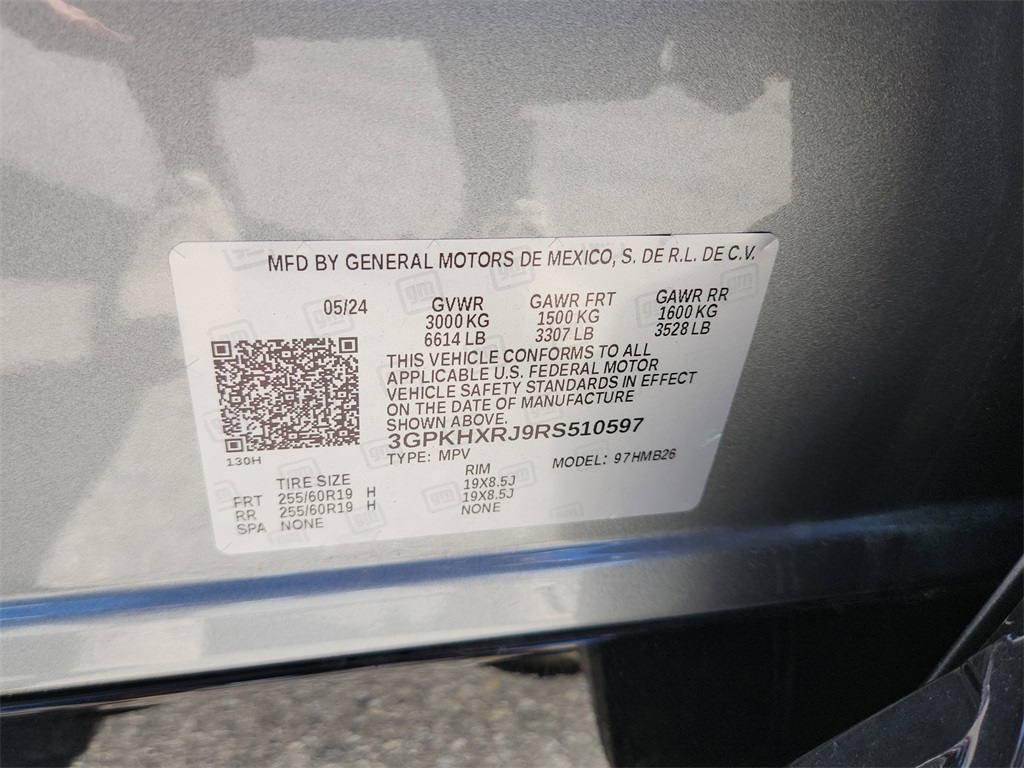 MFD BY GENERAL MOTORS DE MEXICO, S. DE R.L. DE C.V.
05/24 GVWR GAWR FRT GAWR RR
3000 KG 1500 KG 1600 KG
6614 LB 3307 LB 3528 LB
THIS VEHICLE CONFORMS TO ALL
APPLICABLE U.S. FEDERAL MOTOR
VEHICLE SAFETY STANDARDS IN EFFECT
ON THE DATE OF MANUFACTURE
SHOWN ABOVE.
3GPKHXRJ9RS510597
130H
TYPE: MPV MODEL: 97HMB26
TIRE SIZE RIM
FRT 255/60R19 H 19X8.5J
RR 255/60R19 H 19X8.5J
SPA NONE NONE